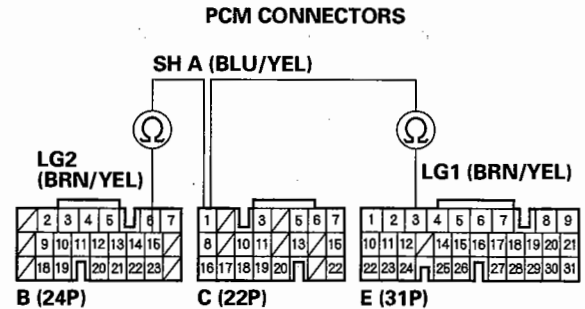 PCM CONNECTORS
SH A (BLU/YEL)
Ω Ω
LG2
(BRN/YEL)
LG1 (BRN/YEL)
2 3 4 5 6 7
9 10 11 12 13 14 15
18 19 20 21 22 23
B (24P)
1 3 5 6 7
8 10 11 13 15
16 17 18 19 20 22
C (22P)
1 2 3 4 5 6 7 8 9
10 11 12 14 15 16 17 18 19 20 21
22 23 24 25 26 27 28 29 30 31
E (31P)